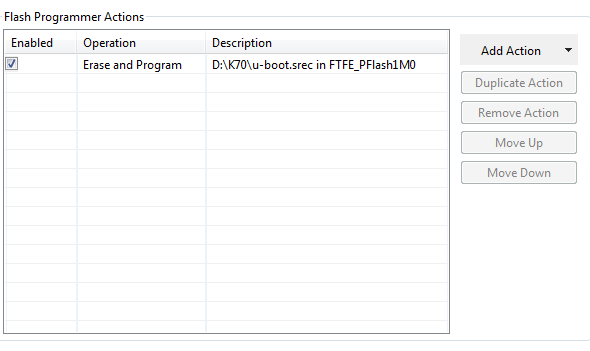 Flash Programmer Actions
Enabled Operation Description
Erase and Program D:\K70\u-boot.srec in FTFE_PFlash1M0
Add Action
Duplicate Action
Remove Action
Move Up
Move Down